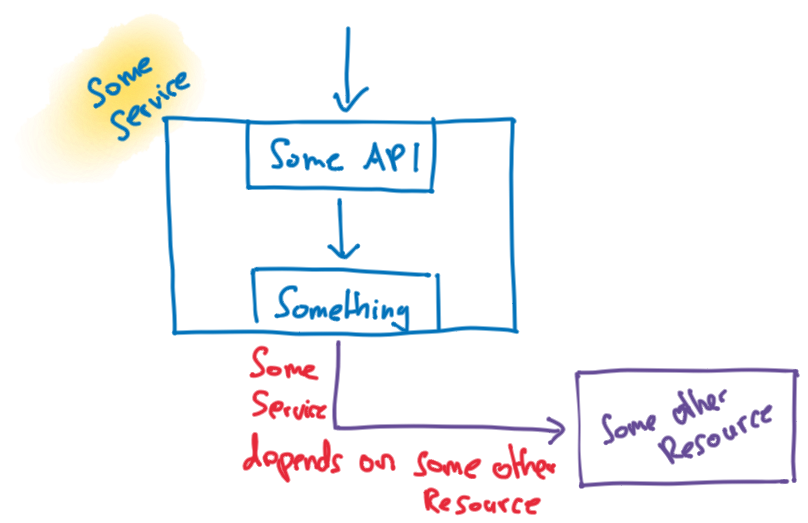 Some
Service
Some API
Something
Some
Service
depends on some other
Resource
Some other
Resource